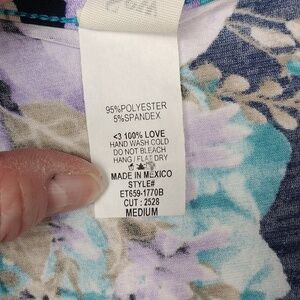 95%POLYESTER
5%SPANDEX
<3 100% LOVE
HAND WASH COLD
DO NOT BLEACH
HANG / FLAT DRY
MADE IN MEXICO
STYLE#
ET659-1770B
CUT : 2528
MEDIUM